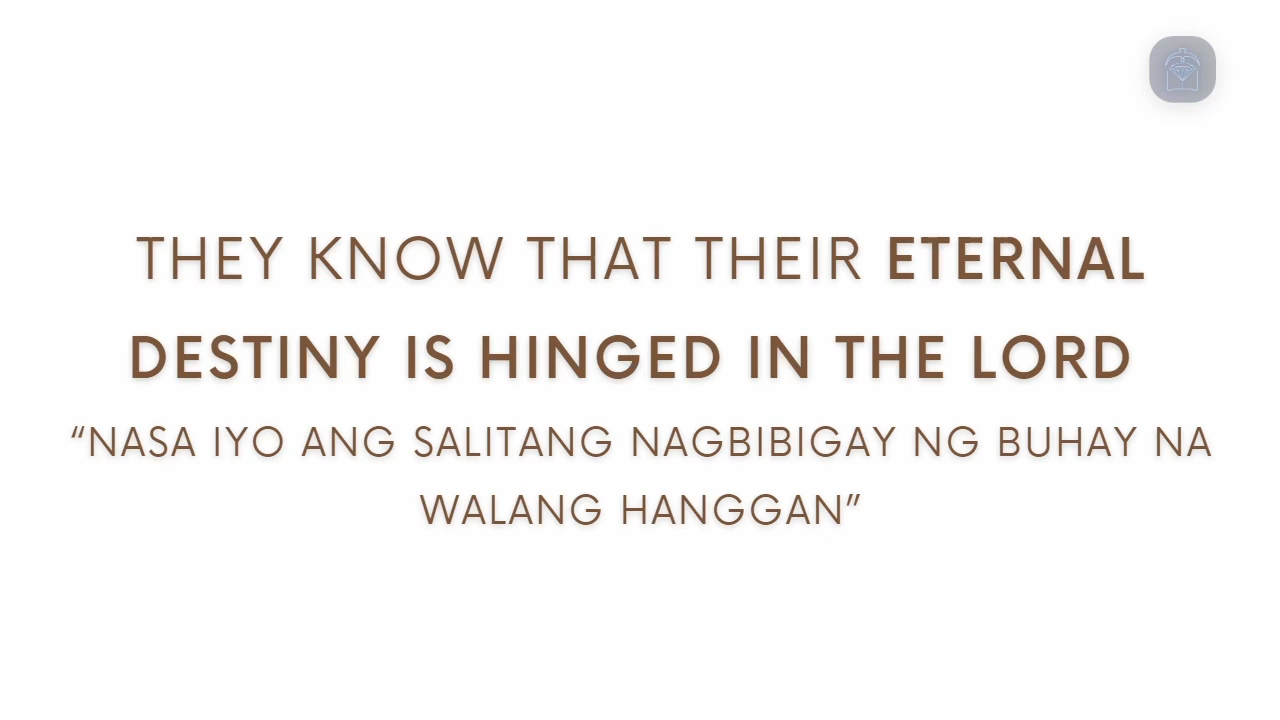 THEY KNOW THAT THEIR ETERNAL
DESTINY IS HINGED IN THE LORD
“NASA IYO ANG SALITANG NAGBIBIGAY NG BUHAY NA
WALANG HANGGAN”